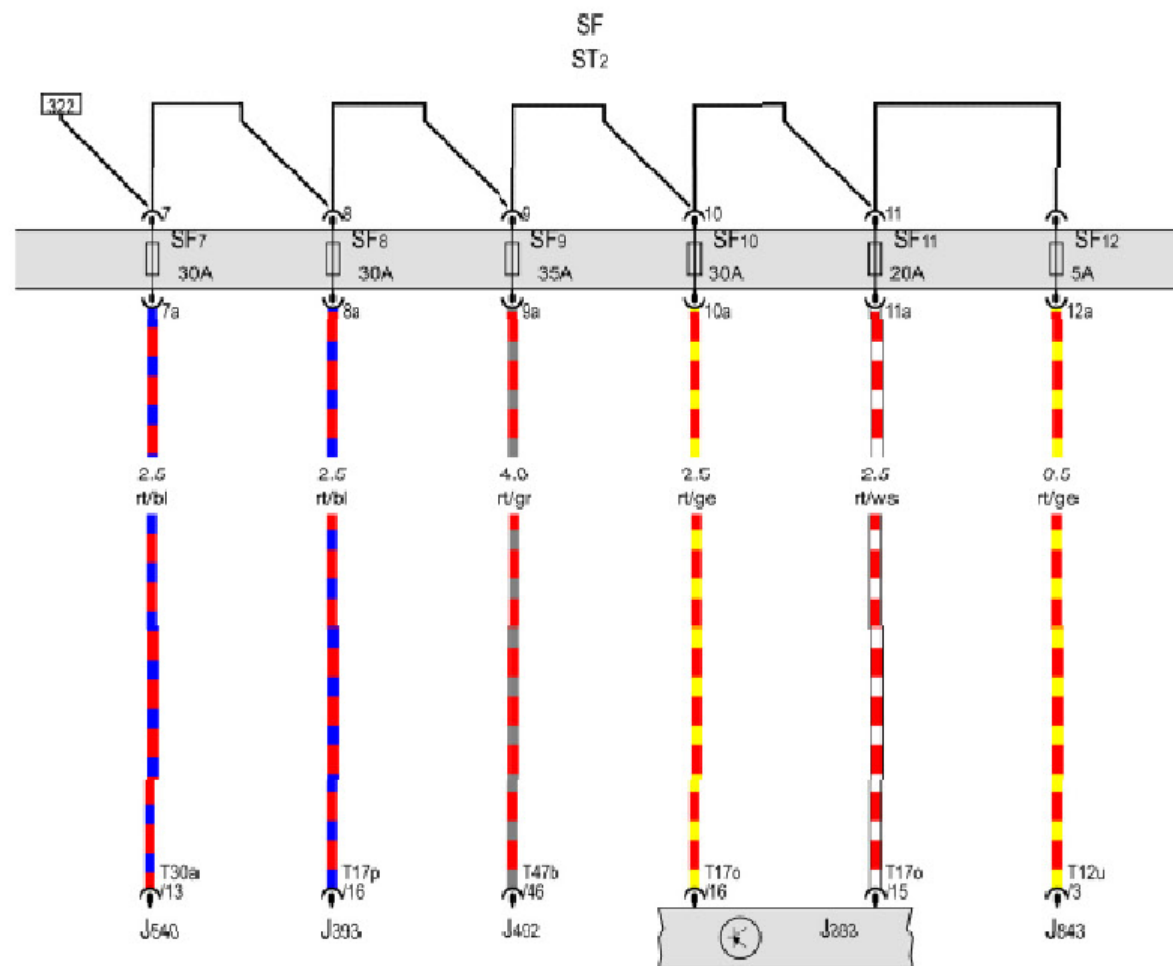 SF
ST2
322
7 8 9 10 11
SF7 SF8 SF9 SF10 SF11 SF12
30A 30A 35A 30A 20A 5A
7a 8a 9a 10a 11a 12a
2.5 2.5 4.0 2.5 2.5 0.5
rt/bl rt/bl rt/gr rt/ge rt/ws rt/ge
T30a T17p T47b T17o T17o T12u
/13 /16 /46 /16 /15 /3
J540 J393 J492 J843